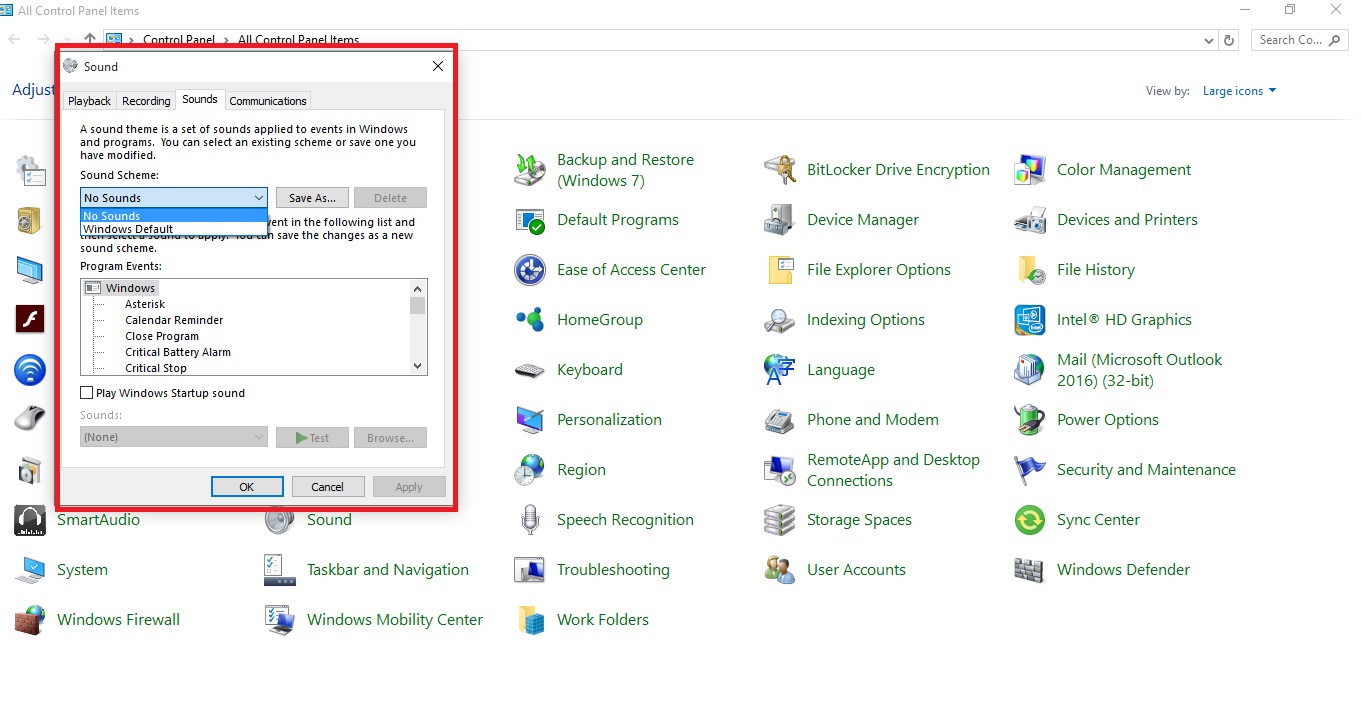 All Control Panel Items
Control Panel > All Control Panel Items
Search Co...
Adjust
View by: Large icons
Sound
Playback Recording Sounds Communications
A sound theme is a set of sounds applied to events in Windows
and programs. You can select an existing scheme or save one you
have modified.
Sound Scheme:
No Sounds Save As... Delete
No Sounds
Windows Default
vent in the following list and
then select a sound to apply. You can save the changes as a new
sound scheme.
Program Events:
Windows
Asterisk
Calendar Reminder
Close Program
Critical Battery Alarm
Critical Stop
Play Windows Startup sound
Sounds:
(None) Test Browse...
OK Cancel Apply
Backup and Restore
(Windows 7)
BitLocker Drive Encryption
Color Management
Default Programs
Device Manager
Devices and Printers
Ease of Access Center
File Explorer Options
File History
HomeGroup
Indexing Options
Intel® HD Graphics
Keyboard
Language
Mail (Microsoft Outlook
2016) (32-bit)
Personalization
Phone and Modem
Power Options
Region
RemoteApp and Desktop
Connections
Security and Maintenance
SmartAudio
Sound
Speech Recognition
Storage Spaces
Sync Center
System
Taskbar and Navigation
Troubleshooting
User Accounts
Windows Defender
Windows Firewall
Windows Mobility Center
Work Folders